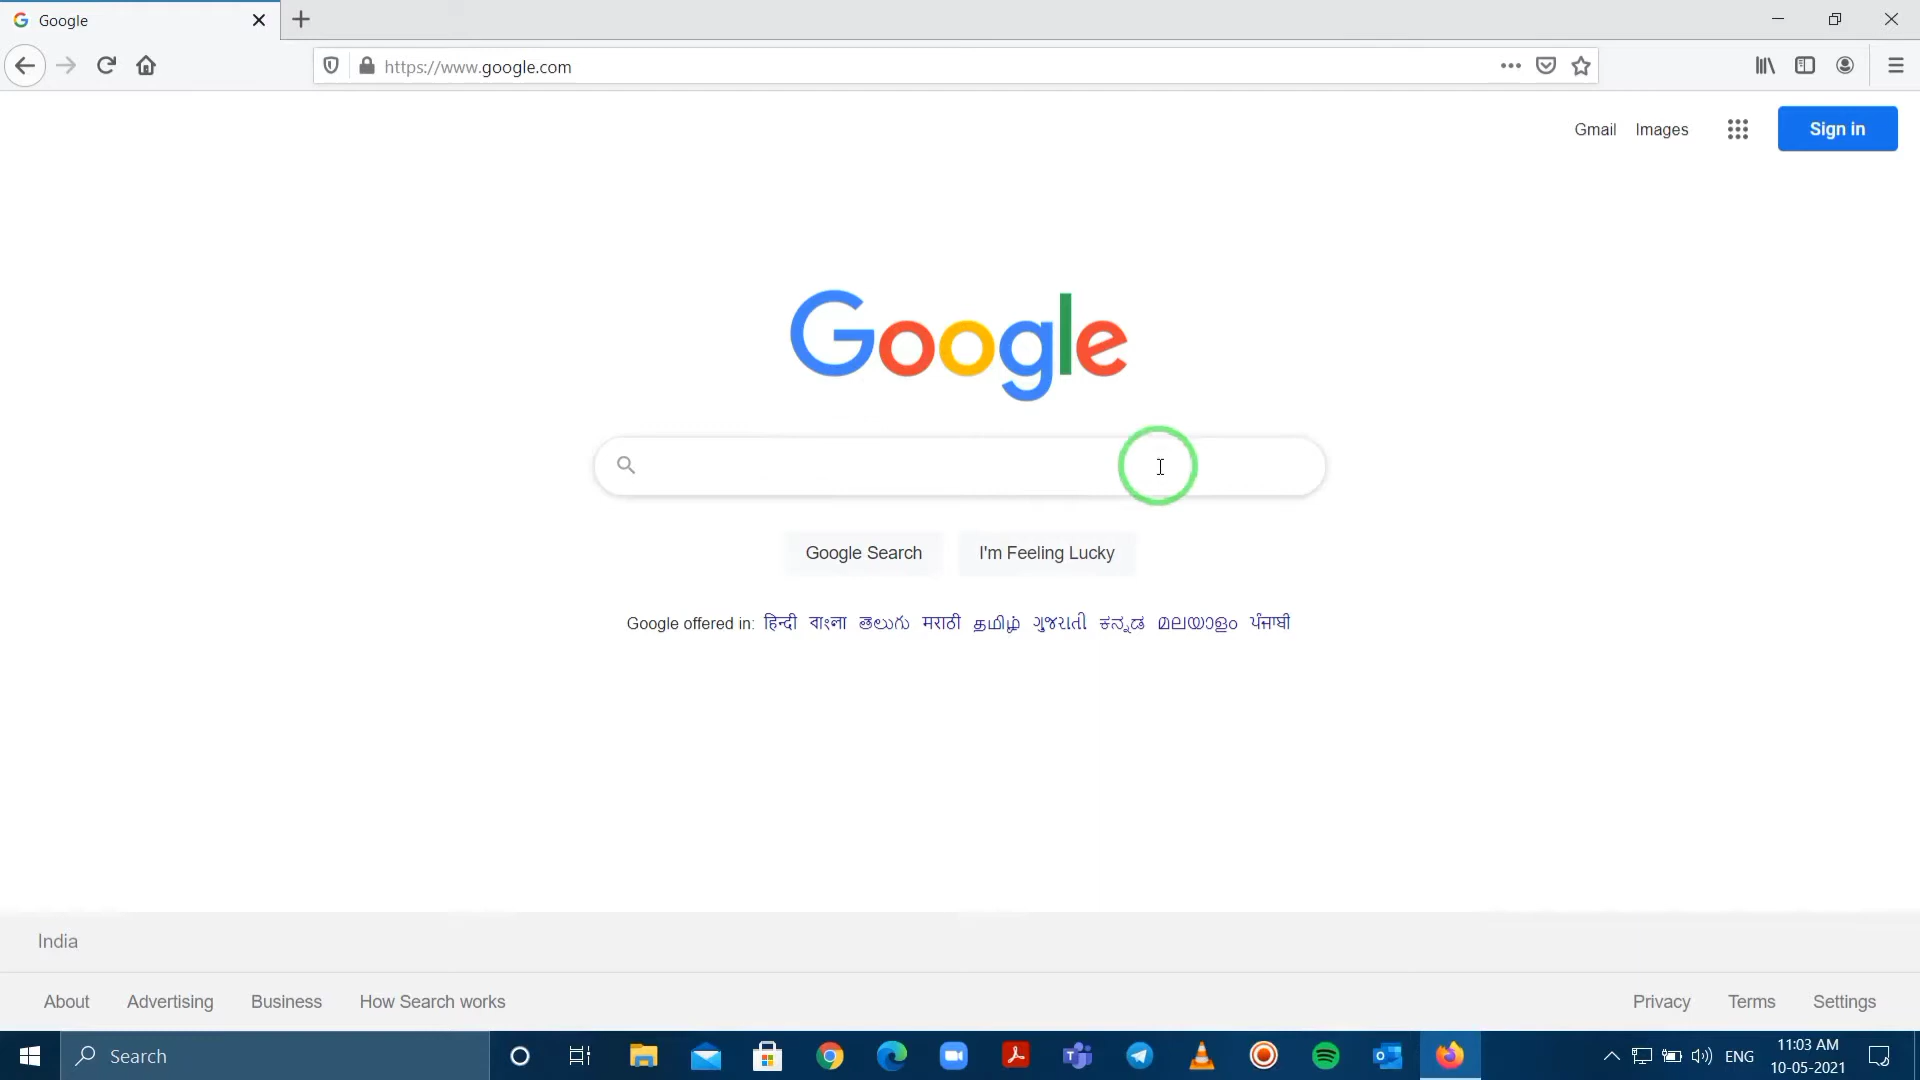 Google
https://www.google.com
Gmail Images Sign in
Google
Google Search I'm Feeling Lucky
Google offered in: हिन्दी বাংলা తెలుగు मराठी தமிழ் ગુજરાતી ಕನ್ನಡ മലയാളം ਪੰਜਾਬੀ
India
About Advertising Business How Search works Privacy Terms Settings
Search ENG 11:03 AM
10-05-2021